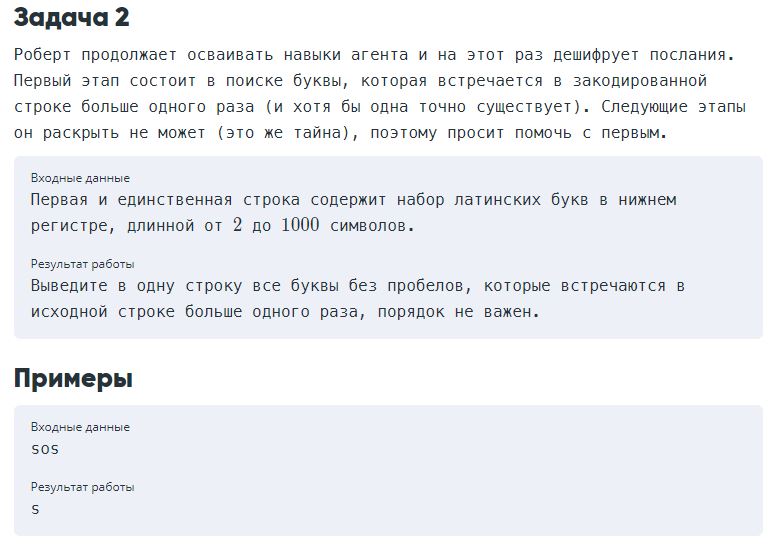 Задача 2
Роберт продолжает осваивать навыки агента и на этот раз дешифрует послания.
Первый этап состоит в поиске буквы, которая встречается в закодированной
строке больше одного раза (и хотя бы одна точно существует). Следующие этапы
он раскрыть не может (это же тайна), поэтому просит помочь с первым.
Входные данные
Первая и единственная строка содержит набор латинских букв в нижнем
регистре, длинной от 2 до 1000 символов.
Результат работы
Выведите в одну строку все буквы без пробелов, которые встречаются в
исходной строке больше одного раза, порядок не важен.
Примеры
Входные данные
sos
Результат работы
s